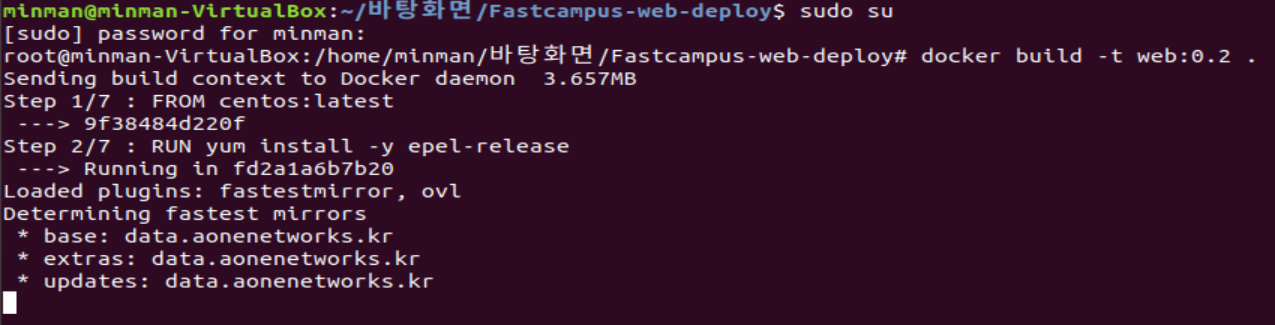 minman@minman-VirtualBox:~/바탕화면/Fastcampus-web-deploy$ sudo su
[sudo] password for minman:
root@minman-VirtualBox:/home/minman/바탕화면/Fastcampus-web-deploy# docker build -t web:0.2 .
Sending build context to Docker daemon  3.657MB
Step 1/7 : FROM centos:latest
 ---> 9f38484d220f
Step 2/7 : RUN yum install -y epel-release
 ---> Running in fd2a1a6b7b20
Loaded plugins: fastestmirror, ovl
Determining fastest mirrors
 * base: data.aonenetworks.kr
 * extras: data.aonenetworks.kr
 * updates: data.aonenetworks.kr